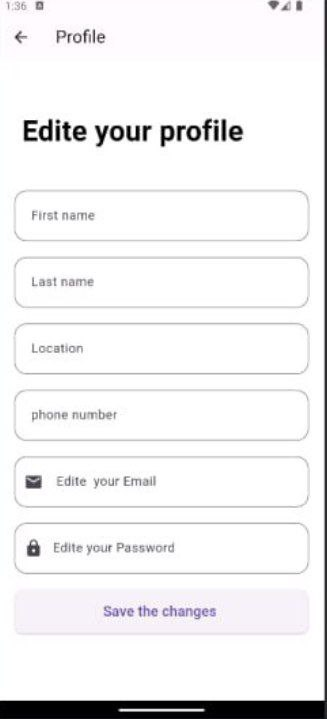 1:36
Profile
Edite your profile
First name
Last name
Location
phone number
Edite  your Email
Edite your Password
Save the changes